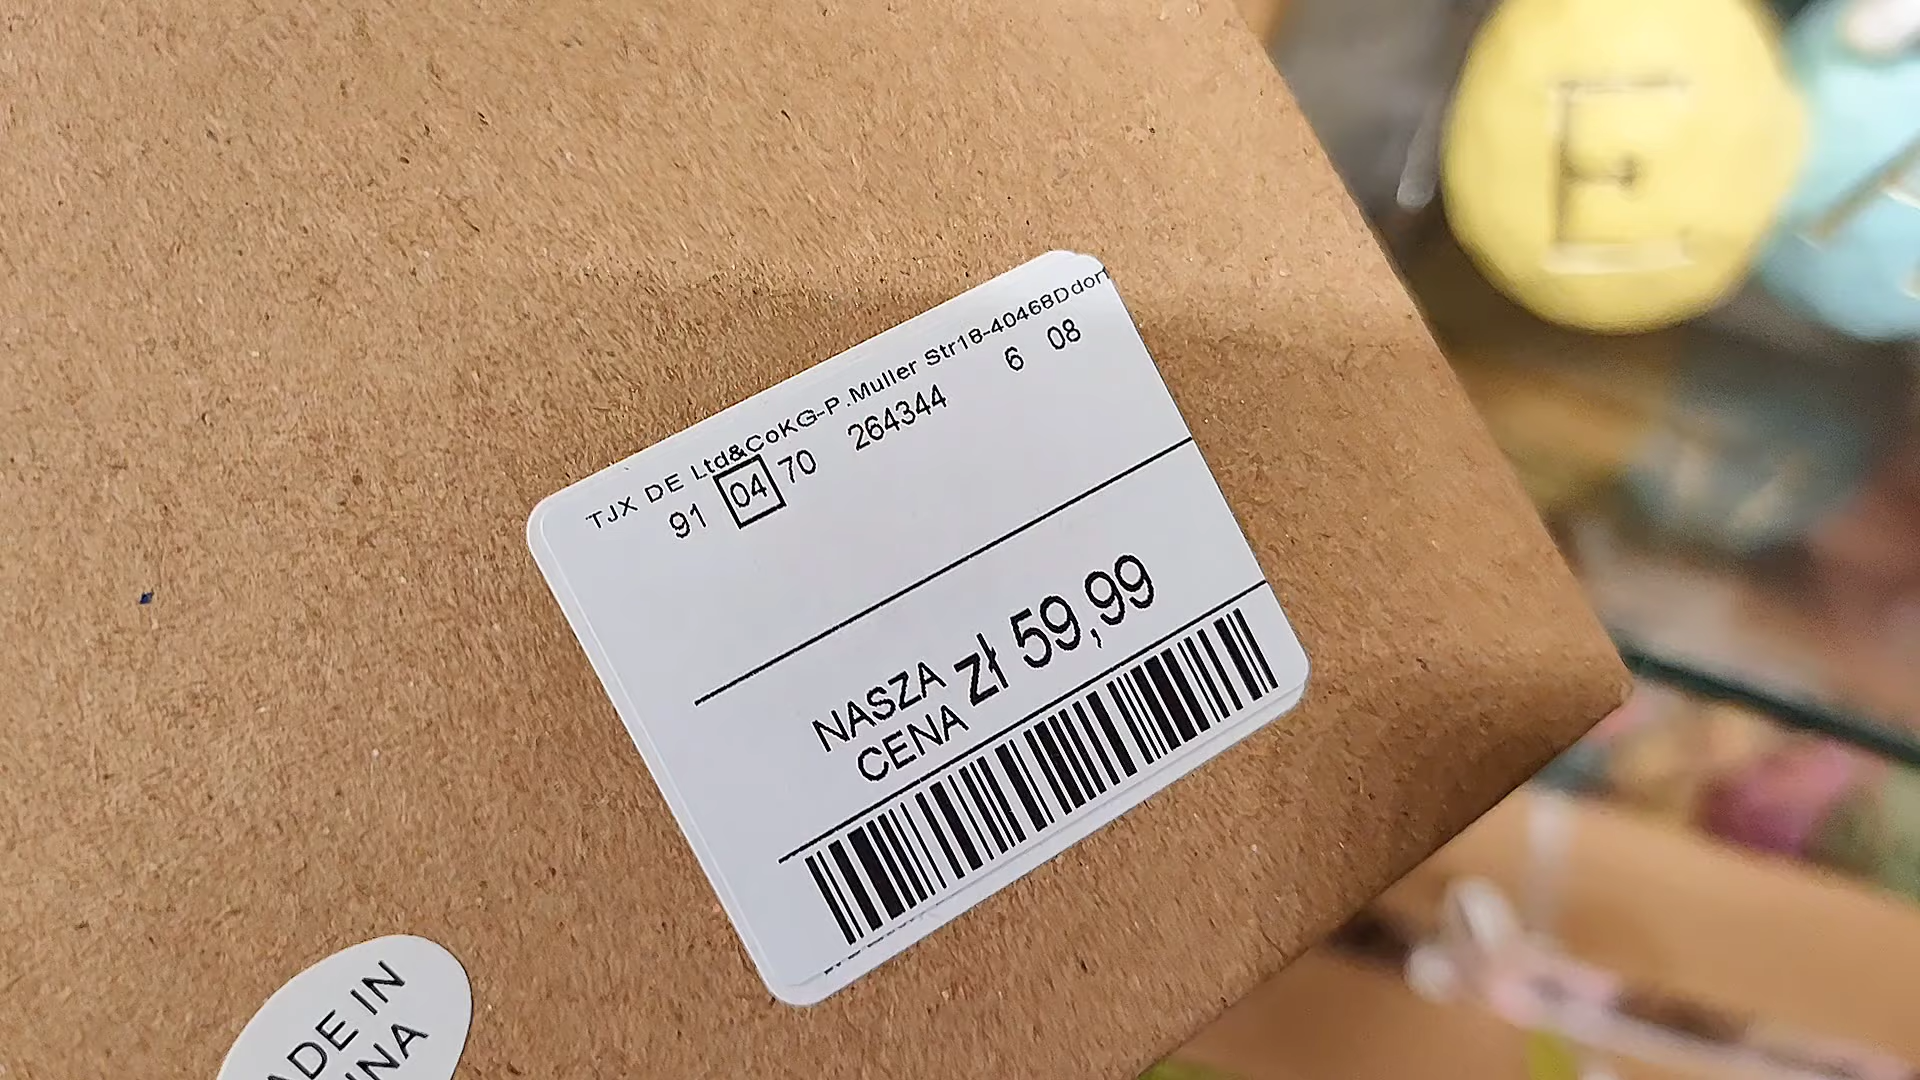 TJX DE Ltd&CoKG-P.Muller Str18-40468Ddorf
91 04 70 264344 6 08
NASZA
CENA zł 59,99
ADE IN
INA
E